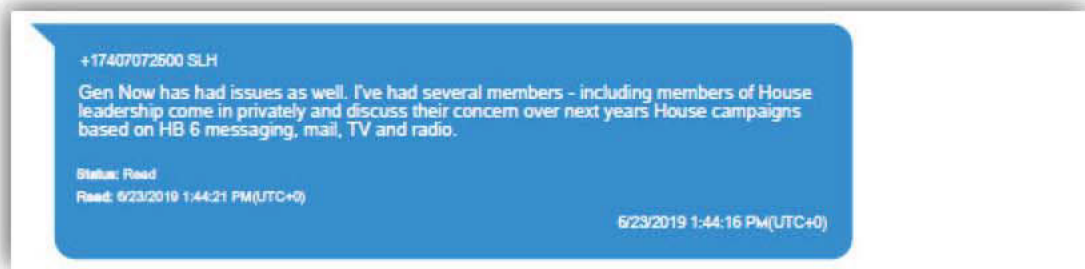 +17407072500 SLH
Gen Now has had issues as well. I've had several members - including members of House
leadership come in privately and discuss their concern over next years House campaigns
based on HB 6 messaging, mail, TV and radio.
Status: Read
Read: 6/23/2019 1:44:21 PM(UTC+0)
6/23/2019 1:44:16 PM(UTC+0)